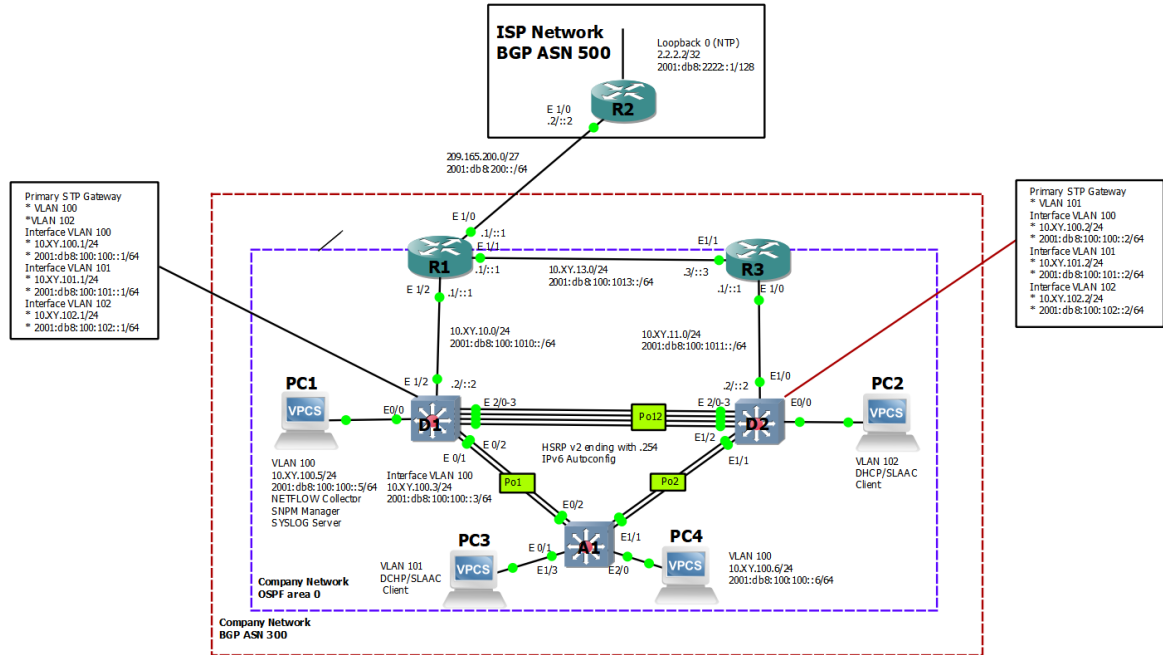 ISP Network
BGP ASN 500
Loopback 0 (NTP)
2.2.2.2/32
2001:db8:2222::1/128
R2
E 1/0
.2/::2
209.165.200.0/27
2001:db8:200::/64
Primary STP Gateway
* VLAN 100
*VLAN 102
Interface VLAN 100
* 10.XY.100.1/24
* 2001:db8:100:100::1/64
Interface VLAN 101
* 10.XY.101.1/24
* 2001:db8:100:101::1/64
Interface VLAN 102
* 10.XY.102.1/24
* 2001:db8:100:102::1/64
Primary STP Gateway
* VLAN 101
Interface VLAN 100
* 10.XY.100.2/24
* 2001:db8:100:100::2/64
Interface VLAN 101
* 10.XY.101.2/24
* 2001:db8:100:101::2/64
Interface VLAN 102
* 10.XY.102.2/24
* 2001:db8:100:102::2/64
E 1/0
.1/::1
E 1/1
R1
.1/::1
E 1/2
.1/::1
10.XY.13.0/24
2001:db8:100:1013::/64
E1/1
.3/::3
R3
.1/::1
E 1/0
10.XY.10.0/24
2001:db8:100:1010::/64
10.XY.11.0/24
2001:db8:100:1011::/64
E 1/2
.2/::2
E1/0
.2/::2
PC1
VPCS
E0/0
D1
E 2/0-3
Po12
E 2/0-3
D2
E0/0
PC2
VPCS
E 0/2
E 0/1
HSRP v2 ending with .254
IPv6 Autoconfig
E1/2
E1/1
VLAN 100
10.XY.100.5/24
2001:db8:100:100::5/64
NETFLOW Collector
SNPM Manager
SYSLOG Server
Interface VLAN 100
10.XY.100.3/24
2001:db8:100:100::3/64
Po1
Po2
VLAN 102
DHCP/SLAAC
Client
E0/2
E1/1
A1
PC3
VPCS
E 0/1
E1/3
E2/0
PC4
VPCS
VLAN 101
DCHP/SLAAC
Client
VLAN 100
10.XY.100.6/24
2001:db8:100:100::6/64
Company Network
OSPF area 0
Company Network
BGP ASN 300